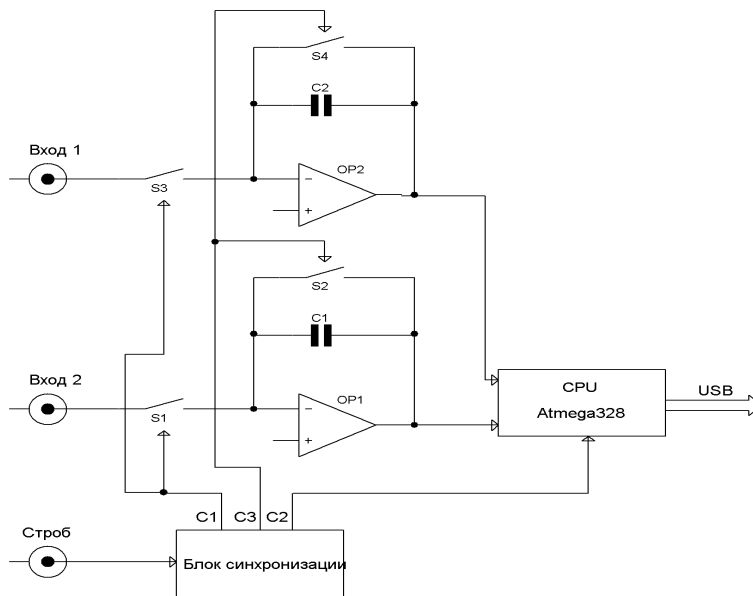 S4
C2
Вход 1
OP2
S3
−
+
S2
C1
Вход 2
OP1
S1
−
+
CPU
Atmega328
USB
C1 C3 C2
Строб
Блок синхронизации